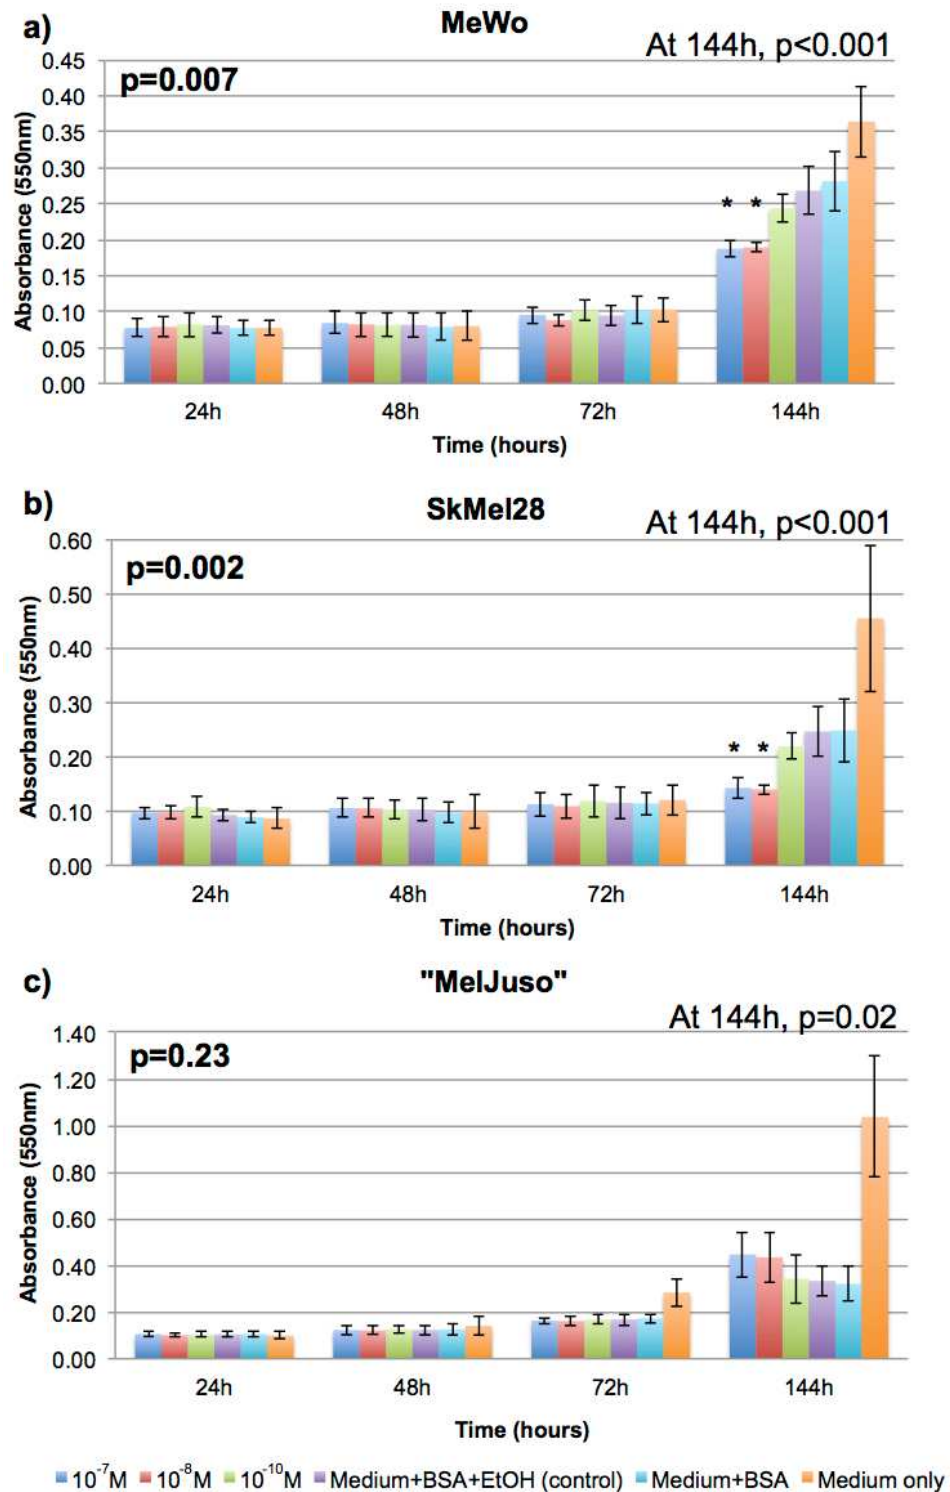 a)
MeWo
At 144h, p<0.001
p=0.007
0.45
0.40
0.35
0.30
0.25
0.20
0.15
0.10
0.05
0.00
Absorbance (550nm)
* *
24h 48h 72h 144h
Time (hours)
b)
SkMel28
At 144h, p<0.001
p=0.002
0.60
0.50
0.40
0.30
0.20
0.10
0.00
Absorbance (550nm)
* *
24h 48h 72h 144h
Time (hours)
c)
"MelJuso"
At 144h, p=0.02
p=0.23
1.40
1.20
1.00
0.80
0.60
0.40
0.20
0.00
Absorbance (550nm)
24h 48h 72h 144h
Time (hours)
10⁻⁷M 10⁻⁸M 10⁻¹⁰M Medium+BSA+EtOH (control) Medium+BSA Medium only